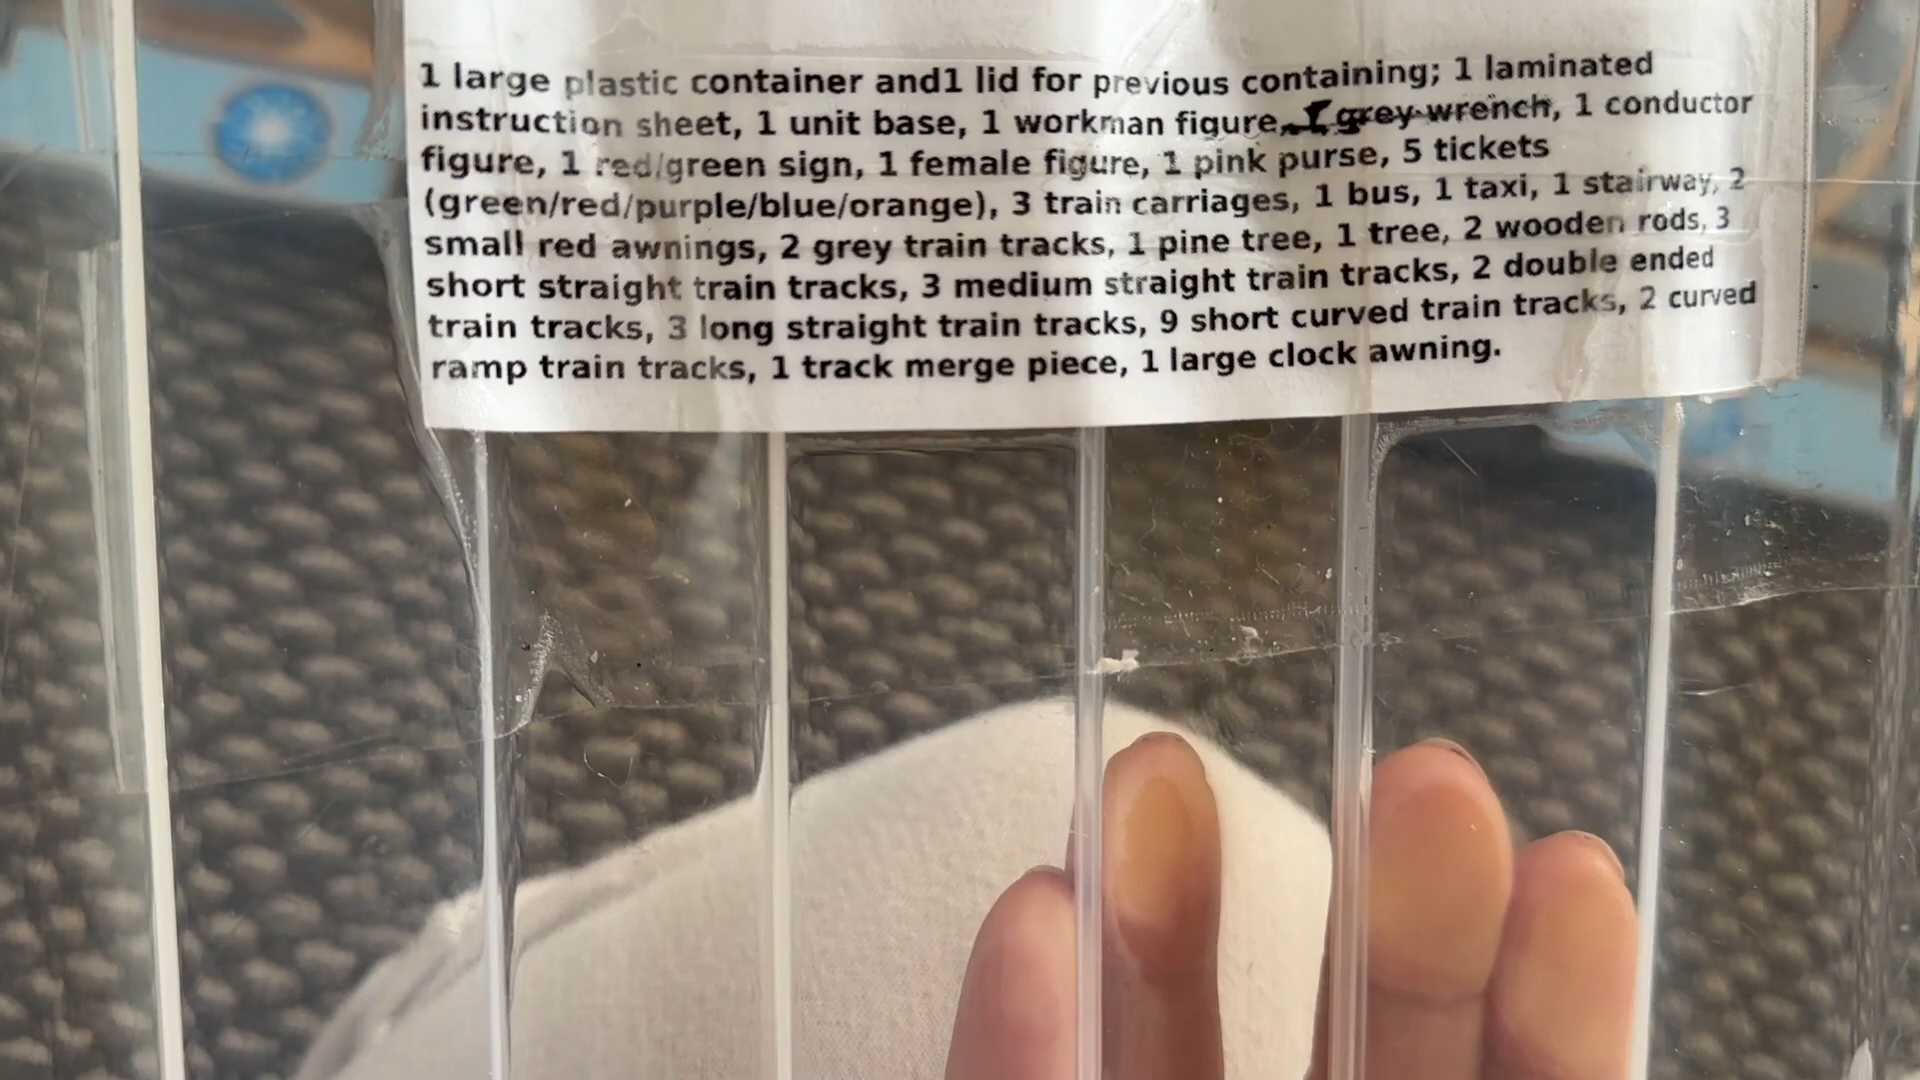 1 large plastic container and1 lid for previous containing; 1 laminated
instruction sheet, 1 unit base, 1 workman figure, 1 grey wrench, 1 conductor
figure, 1 red/green sign, 1 female figure, 1 pink purse, 5 tickets
(green/red/purple/blue/orange), 3 train carriages, 1 bus, 1 taxi, 1 stairway, 2
small red awnings, 2 grey train tracks, 1 pine tree, 1 tree, 2 wooden rods, 3
short straight train tracks, 3 medium straight train tracks, 2 double ended
train tracks, 3 long straight train tracks, 9 short curved train tracks, 2 curved
ramp train tracks, 1 track merge piece, 1 large clock awning.